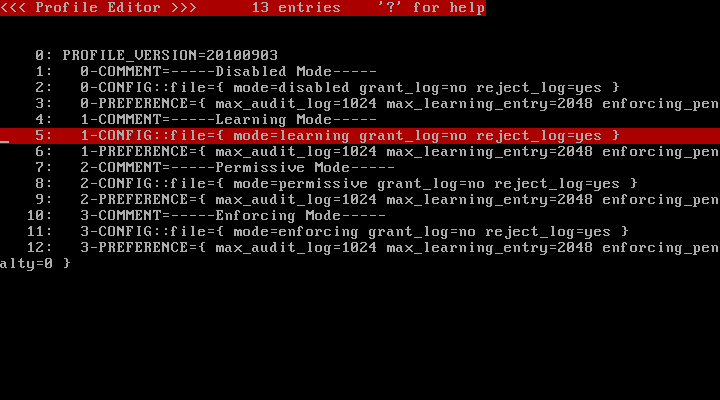 <<< Profile Editor >>>      13 entries    '?' for help
0: PROFILE_VERSION=20100903
1:   0-COMMENT=-----Disabled Mode-----
2:   0-CONFIG::file={ mode=disabled grant_log=no reject_log=yes }
3:   0-PREFERENCE={ max_audit_log=1024 max_learning_entry=2048 enforcing_pen
4:   1-COMMENT=-----Learning Mode-----
5:   1-CONFIG::file={ mode=learning grant_log=no reject_log=yes }
6:   1-PREFERENCE={ max_audit_log=1024 max_learning_entry=2048 enforcing_pen
7:   2-COMMENT=-----Permissive Mode-----
8:   2-CONFIG::file={ mode=permissive grant_log=no reject_log=yes }
9:   2-PREFERENCE={ max_audit_log=1024 max_learning_entry=2048 enforcing_pen
10:   3-COMMENT=-----Enforcing Mode-----
11:   3-CONFIG::file={ mode=enforcing grant_log=no reject_log=yes }
12:   3-PREFERENCE={ max_audit_log=1024 max_learning_entry=2048 enforcing_pen
alty=0 }